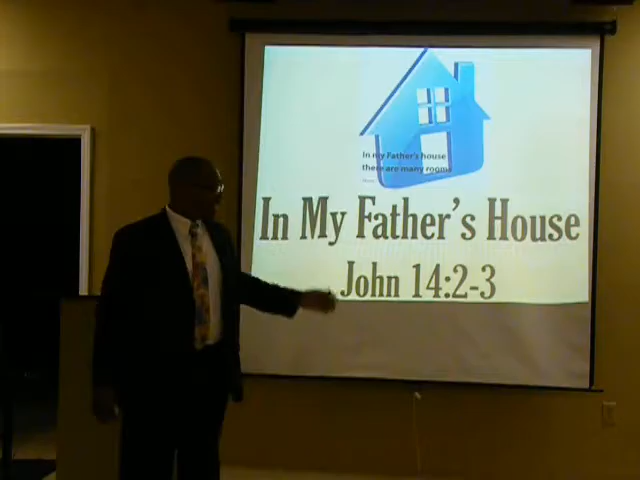 In my Father's house
there are many rooms
In My Father's House
John 14:2-3